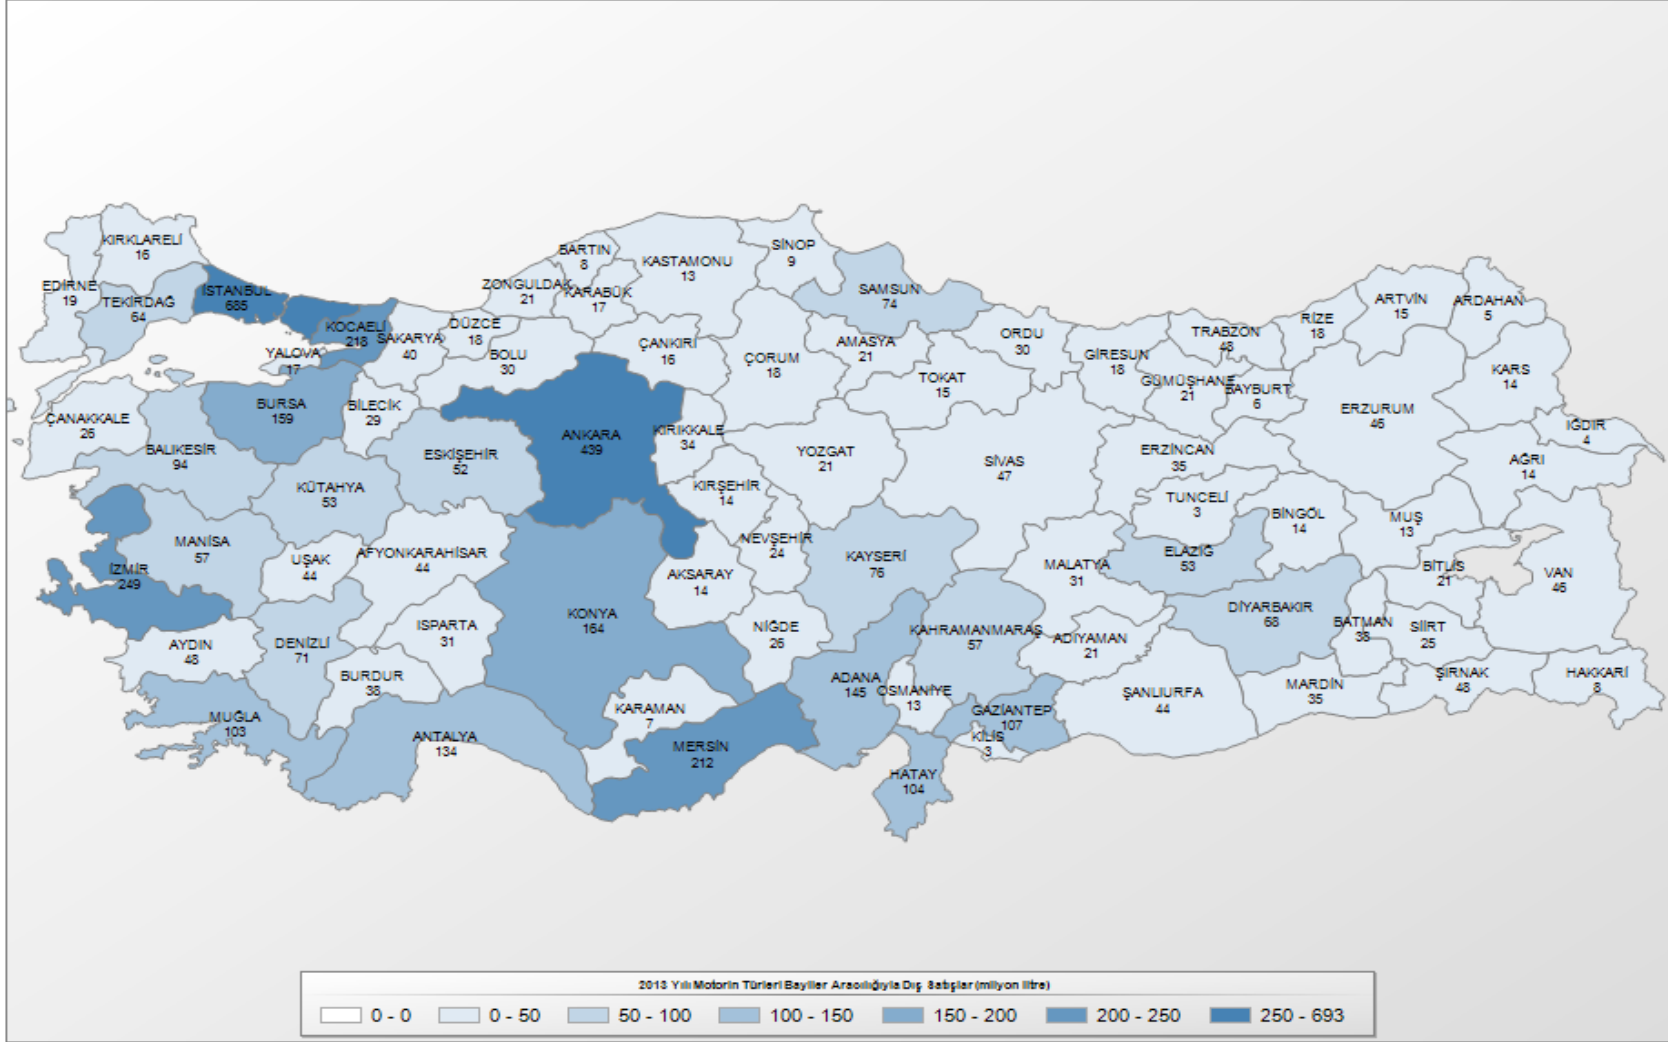 KIRKLARELİ
16
EDİRNE
19
TEKİRDAĞ
64
İSTANBUL
685
KOCAELİ
218
YALOVA
17
SAKARYA
40
DÜZCE
18
BOLU
30
ZONGULDAK
21
BARTIN
8
KARABÜK
17
KASTAMONU
13
SİNOP
9
SAMSUN
74
ÇANKIRI
16
ÇORUM
18
AMASYA
21
TOKAT
15
ORDU
30
GİRESUN
18
TRABZON
48
GÜMÜŞHANE
21
BAYBURT
6
RİZE
18
ARTVİN
15
ARDAHAN
5
KARS
14
IĞDIR
4
AĞRI
14
ERZURUM
46
ERZİNCAN
35
ÇANAKKALE
26
BALIKESİR
94
BURSA
159
BİLECİK
29
ESKİŞEHİR
52
KÜTAHYA
53
ANKARA
439
KIRIKKALE
34
KIRŞEHİR
14
YOZGAT
21
SİVAS
47
TUNCELİ
3
BİNGÖL
14
MUŞ
13
BİTLİS
21
VAN
46
MANİSA
57
İZMİR
249
UŞAK
44
AFYONKARAHİSAR
44
AKSARAY
14
NEVŞEHİR
24
KAYSERİ
76
MALATYA
31
ELAZIĞ
53
DİYARBAKIR
68
BATMAN
38
SİİRT
25
ŞIRNAK
48
HAKKARİ
8
AYDIN
48
DENİZLİ
71
ISPARTA
31
BURDUR
38
KONYA
164
NİĞDE
26
KAHRAMANMARAŞ
57
ADIYAMAN
21
ŞANLIURFA
44
MARDİN
35
MUĞLA
103
ANTALYA
134
KARAMAN
7
MERSİN
212
ADANA
145
OSMANİYE
13
GAZİANTEP
107
KİLİS
3
HATAY
104
2013 Yılı Motorin Türleri Bayiler Aracılığıyla Dış Satışlar (milyon litre)
0 - 0
0 - 50
50 - 100
100 - 150
150 - 200
200 - 250
250 - 693